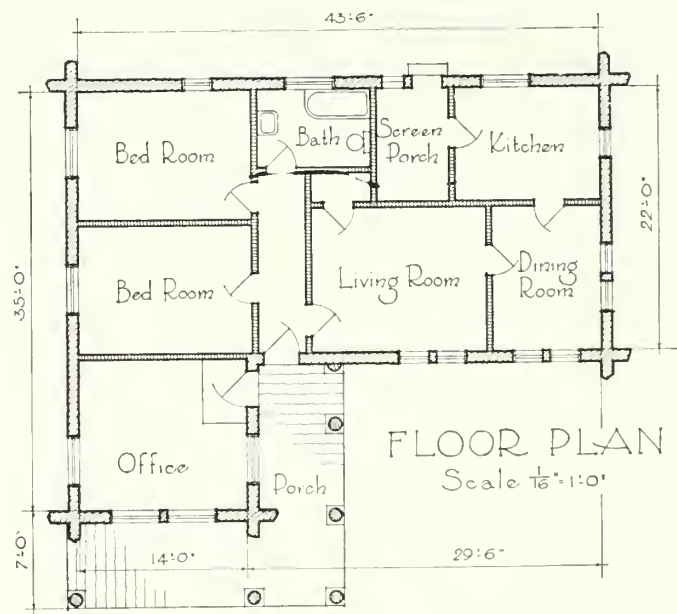 43'-6"
Bed Room
Bath
Screen
Porch
Kitchen
35'-0"
22'-0"
Bed Room
Living Room
Dining
Room
FLOOR PLAN
Scale 1/16"=1'-0"
Office
Porch
7'-0"
14'-0"
29'-6"